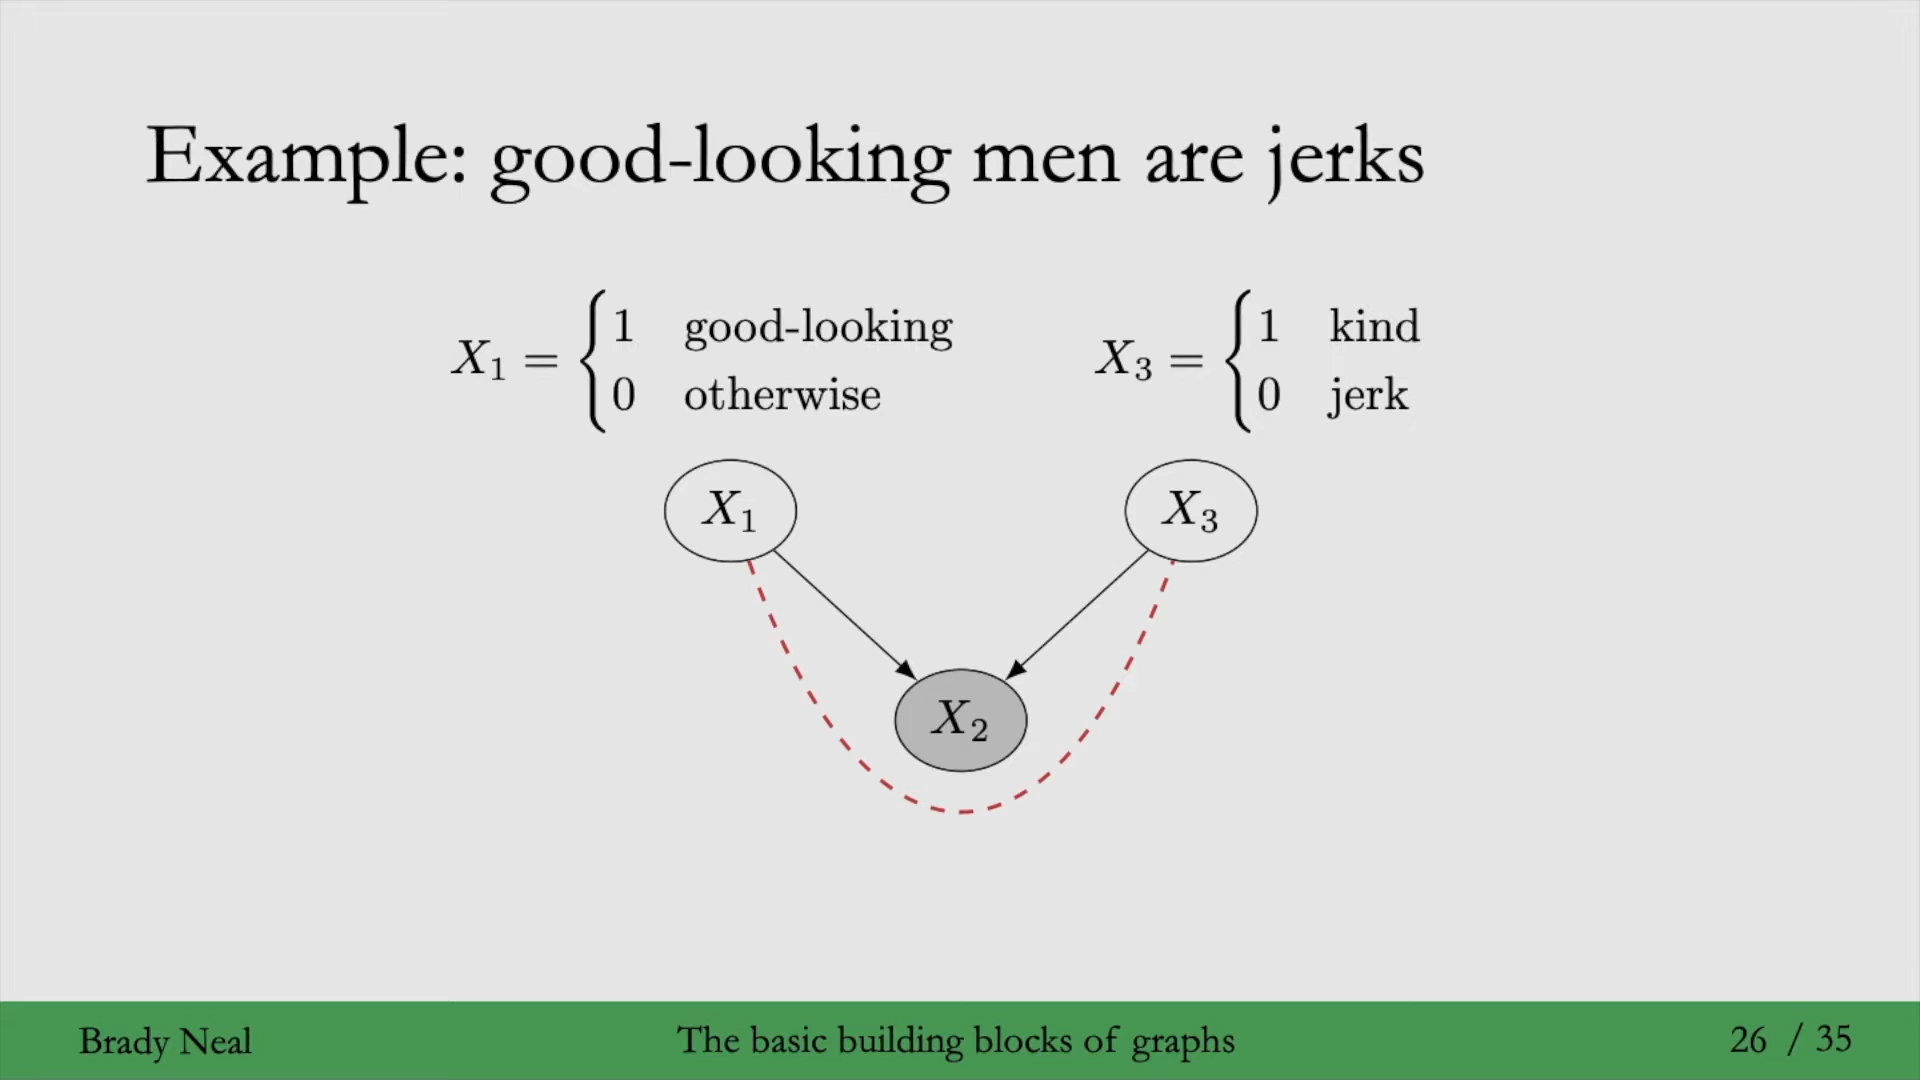 Example: good-looking men are jerks
X₁ = { 1 good-looking
0 otherwise
X₃ = { 1 kind
0 jerk
X₁
X₃
X₂
Brady Neal
The basic building blocks of graphs
26 / 35